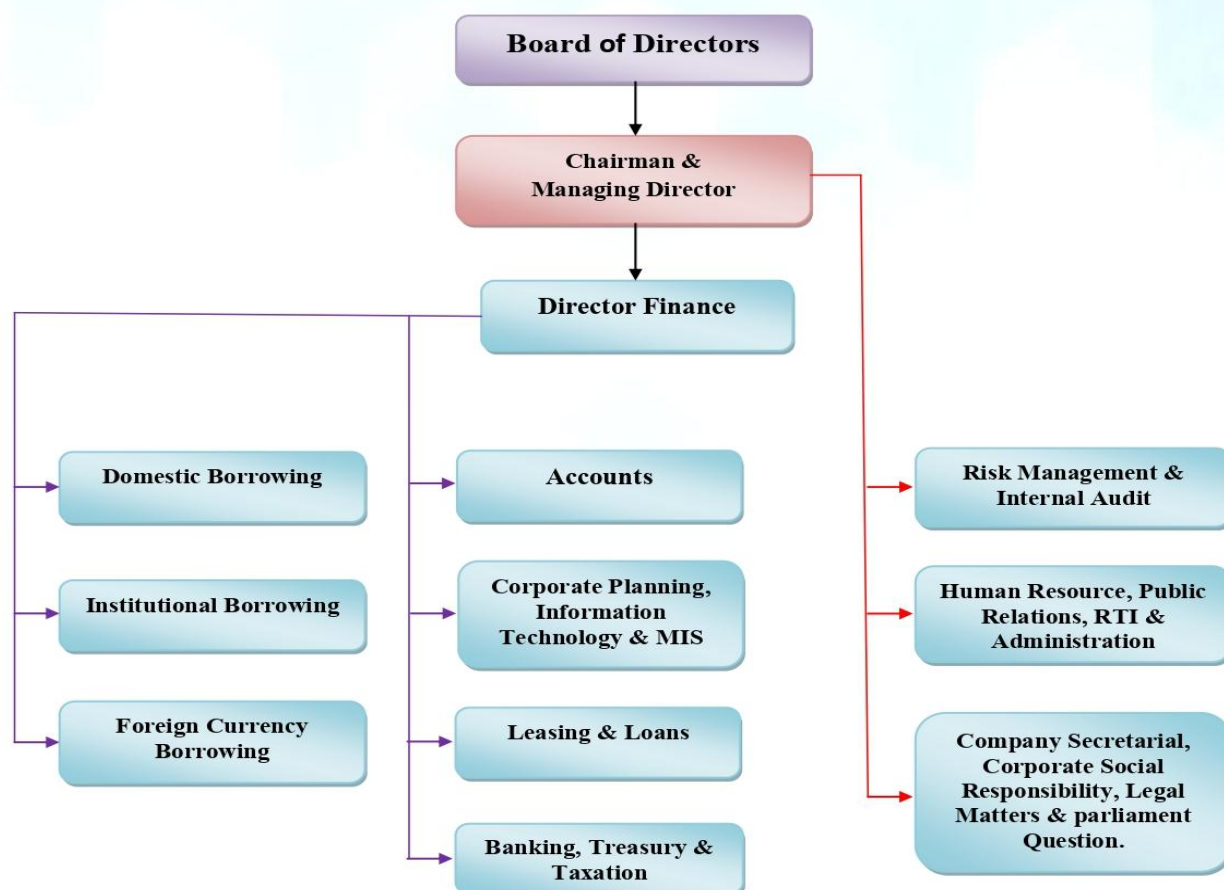 Board of Directors
Chairman &
Managing Director
Director Finance
Domestic Borrowing
Institutional Borrowing
Foreign Currency
Borrowing
Accounts
Corporate Planning,
Information
Technology & MIS
Leasing & Loans
Banking, Treasury &
Taxation
Risk Management &
Internal Audit
Human Resource, Public
Relations, RTI &
Administration
Company Secretarial,
Corporate Social
Responsibility, Legal
Matters & parliament
Question.